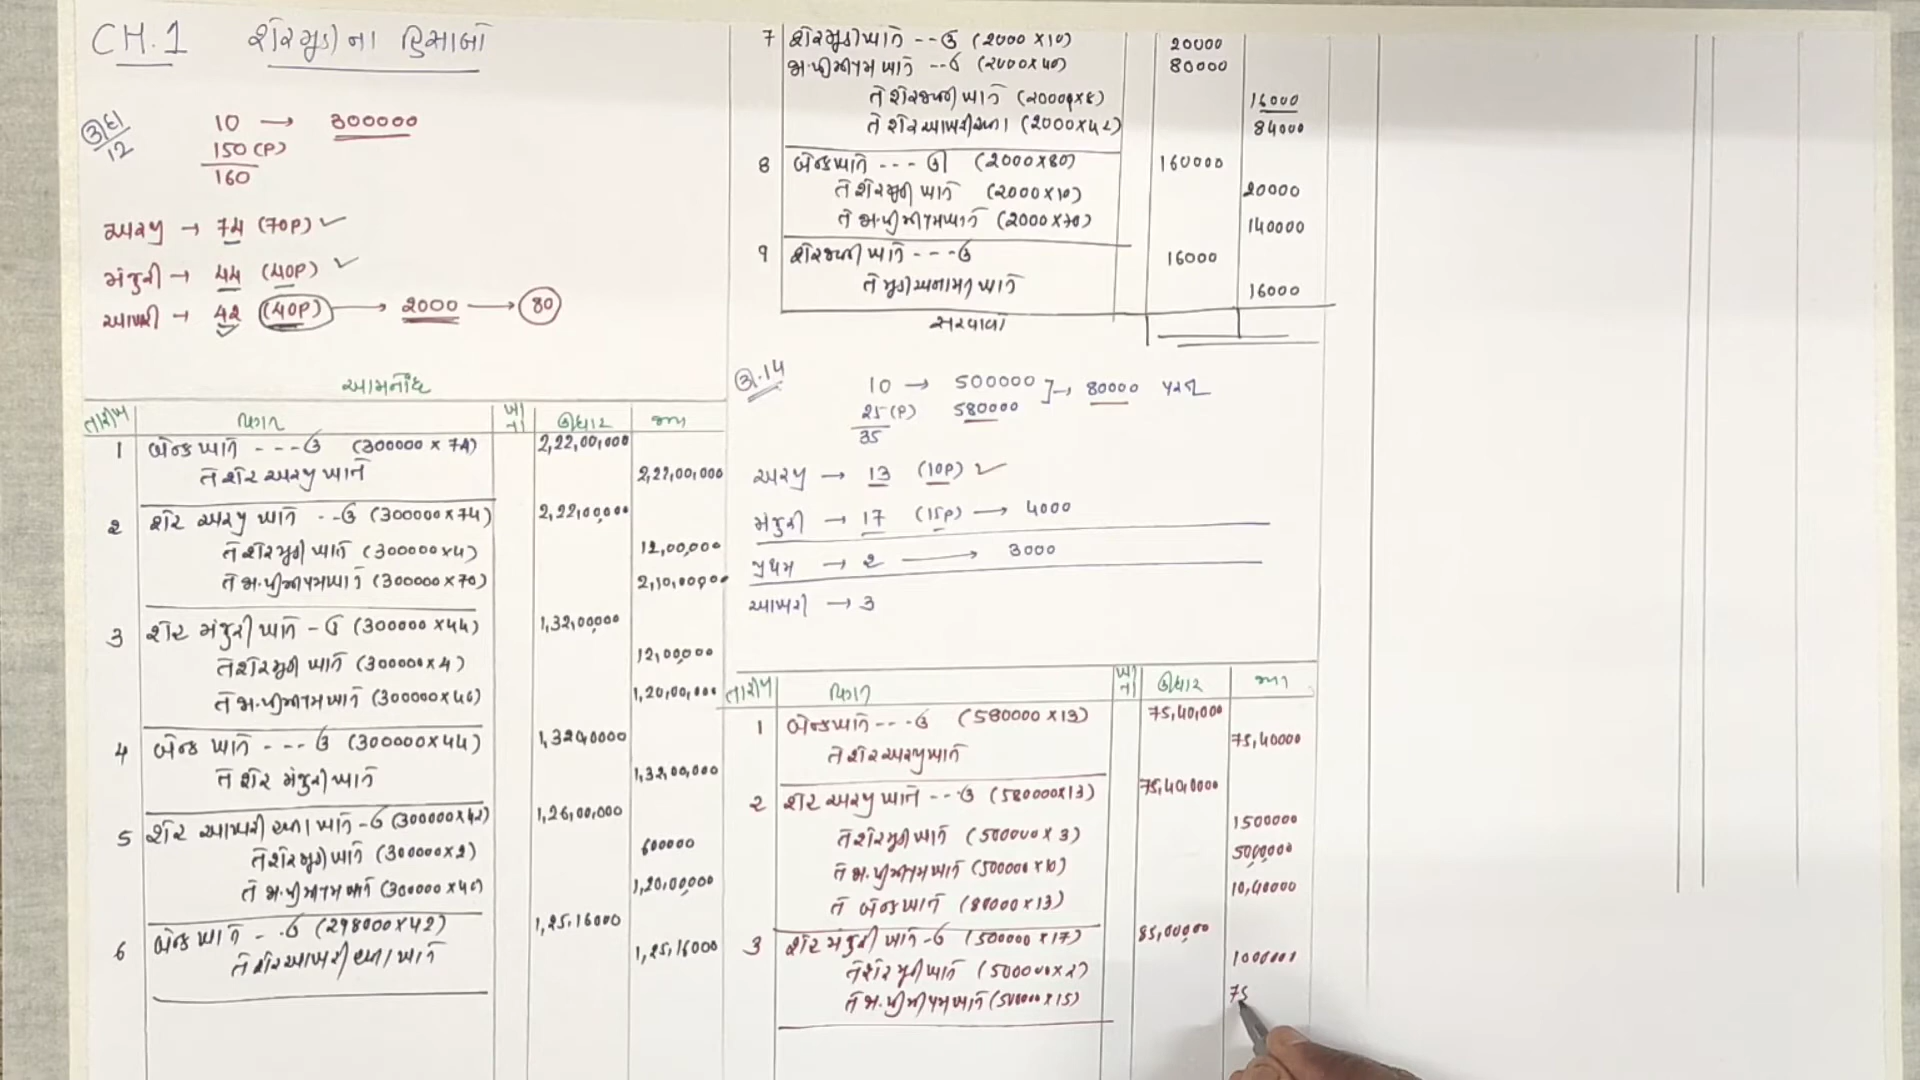 CH.1 શેરમૂડીના હિસાબો
ઉદા
12
10 → 300000
150 (P)
160
અરજી → 74 (70P) ✓
મંજુરી → 44 (40P) ✓
આખરી → 42 (40P) → 2000 → 80
આમનોંધ
તારીખ વિગત ખા ના ઉધાર જમા
1 બેન્ક ખાતે ---ઉ (300000 × 74) 2,22,00,000
તે શેર અરજી ખાતે 2,22,00,000
2 શેર અરજી ખાતે --ઉ (300000×74) 2,22,00,000
તે શેરમૂડી ખાતે (300000×4) 12,00,000
તે જા.પ્રીમિયમ ખાતે (300000×70) 2,10,00,000
3 શેર મંજુરી ખાતે -ઉ (300000×44) 1,32,00,000
તે શેરમૂડી ખાતે (300000×4) 12,00,000
તે જા.પ્રીમિયમ ખાતે (300000×40) 1,20,00,000
4 બેન્ક ખાતે ---ઉ (300000×44) 1,32,00000
તે શેર મંજુરી ખાતે 1,32,00,000
5 શેર આખરી હપ્તા ખાતે -ઉ (300000×42) 1,26,00,000
તે શેરમૂડી ખાતે (300000×2) 600000
તે જા.પ્રીમિયમ ખાતે (300000×40) 1,20,00,000
6 બેન્ક ખાતે --ઉ (298000×42) 1,25,16000
તે શેર આખરી હપ્તા ખાતે 1,25,16000
7 શેરમૂડી ખાતે --ઉ (2000×10) 20000
જા.પ્રીમિયમ ખાતે --ઉ (2000×40) 80000
તે શેરજપ્તી ખાતે (2000×8) 16000
તે શેર આખરી હપ્તા (2000×42) 84000
8 બેન્ક ખાતે ---ઉ (2000×80) 160000
તે શેરમૂડી ખાતે (2000×10) 20000
તે જા.પ્રીમિયમ ખાતે (2000×70) 140000
9 શેરજપ્તી ખાતે ---ઉ 16000
તે મૂડી અનામત ખાતે 16000
સરવાળો
ઉ.14
10 → 500000 ] → 80000 પરત
25 (P) 580000
35
અરજી → 13 (10P) ✓
મંજુરી → 17 (15P) → 4000
પ્રથમ → 2 → 3000
આખરી → 3
તારીખ વિગત ખા ના ઉધાર જમા
1 બેન્ક ખાતે ---ઉ (580000×13) 75,40,000
તે શેર અરજી ખાતે 75,40000
2 શેર અરજી ખાતે ---ઉ (580000×13) 75,40,0000
તે શેરમૂડી ખાતે (500000×3) 1500000
તે જા.પ્રીમિયમ ખાતે (500000×10) 5000000
તે બેન્ક ખાતે (80000×13) 10,40000
3 શેર મંજુરી ખાતે -ઉ (500000×17) 85,00,000
તે શેરમૂડી ખાતે (500000×2) 1000000
તે જા.પ્રીમિયમ ખાતે (500000×15) 75